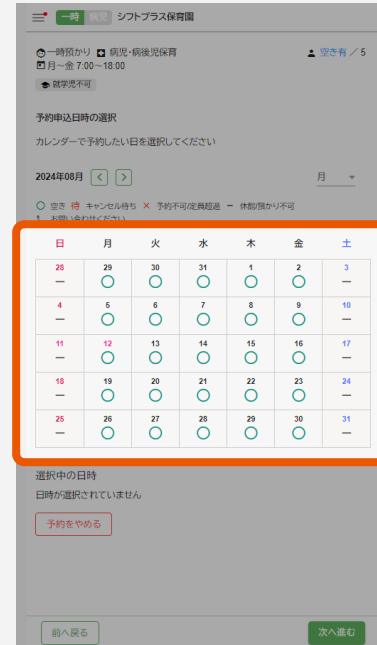 一時 病児 シフトプラス保育園
一時預かり 病児・病後児保育 空き有 / 5
月～金 7:00～18:00
就学児不可
予約申込日時の選択
カレンダーで予約したい日を選択してください
2024年08月 < > 月
○ 空き 待 キャンセル待ち × 予約不可/定員超過 − 休館/預かり不可
お問い合わせください
日 月 火 水 木 金 土
28 29 30 31 1 2 3
— ○ ○ ○ ○ ○ —
4 5 6 7 8 9 10
— ○ ○ ○ ○ ○ —
11 12 13 14 15 16 17
— ○ ○ ○ ○ ○ —
18 19 20 21 22 23 24
— ○ ○ ○ ○ ○ —
25 26 27 28 29 30 31
— ○ ○ ○ ○ ○ —
選択中の日時
日時が選択されていません
予約をやめる
前へ戻る 次へ進む